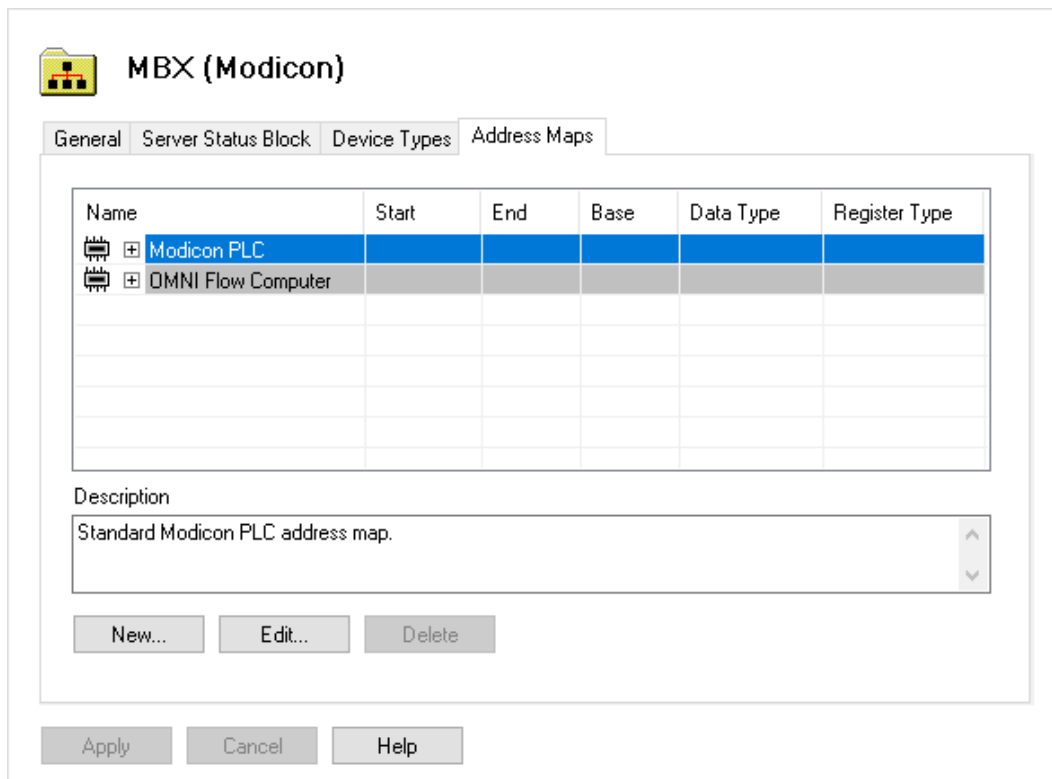 MBX (Modicon)
General Server Status Block Device Types Address Maps
Name Start End Base Data Type Register Type
Modicon PLC
OMNI Flow Computer
Description
Standard Modicon PLC address map.
New... Edit... Delete
Apply Cancel Help